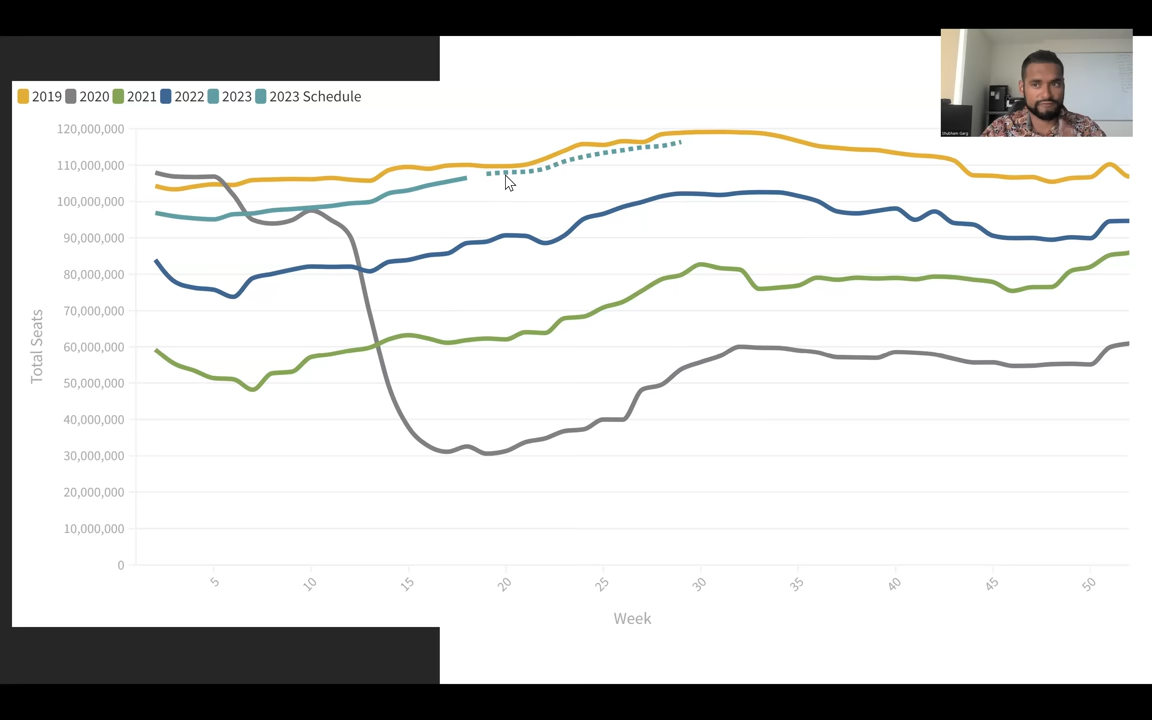 2019 2020 2021 2022 2023 2023 Schedule
120,000,000
110,000,000
100,000,000
90,000,000
80,000,000
70,000,000
60,000,000
50,000,000
40,000,000
30,000,000
20,000,000
10,000,000
0
Total Seats
5 10 15 20 25 30 35 40 45 50
Week
Shubham Garg